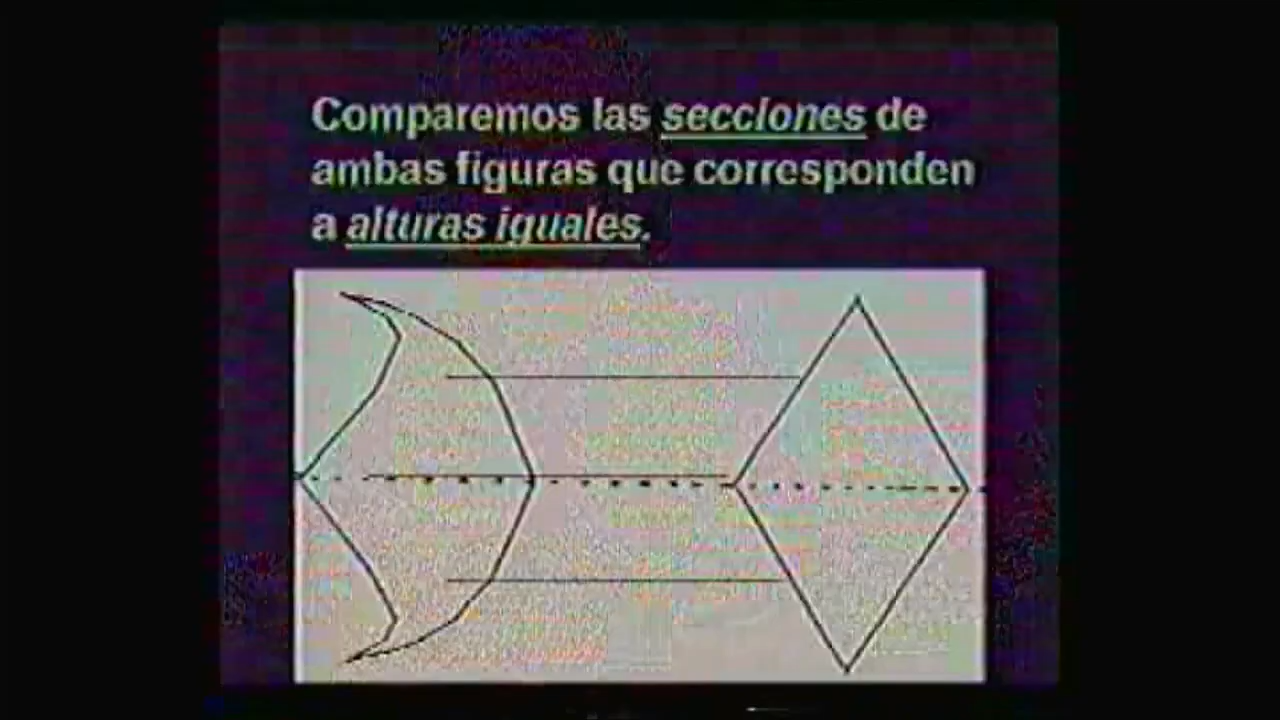 Comparemos las secciones de
ambas figuras que corresponden
a alturas iguales.